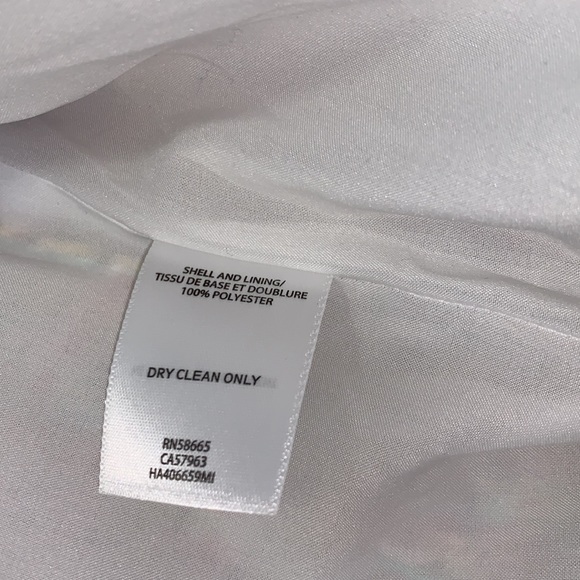 SHELL AND LINING/
TISSU DE BASE ET DOUBLURE
100% POLYESTER
DRY CLEAN ONLY
RN58665
CA57963
HA406659MI